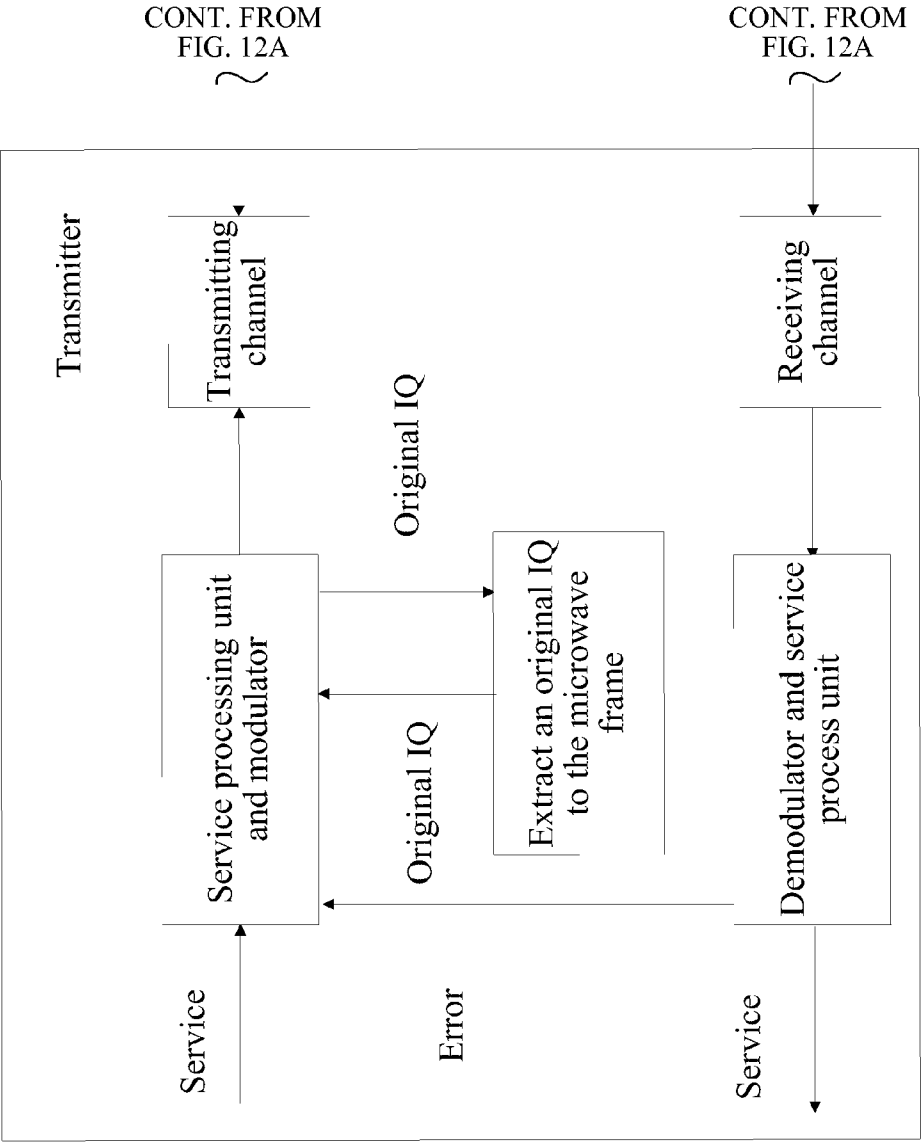 CONT. FROM
FIG. 12A
CONT. FROM
FIG. 12A
Transmitter
Transmitting
channel
Receiving
channel
Original IQ
Service processing unit
and modulator
Extract an original IQ
to the microwave
frame
Demodulator and service
process unit
Original IQ
Service
Error
Service